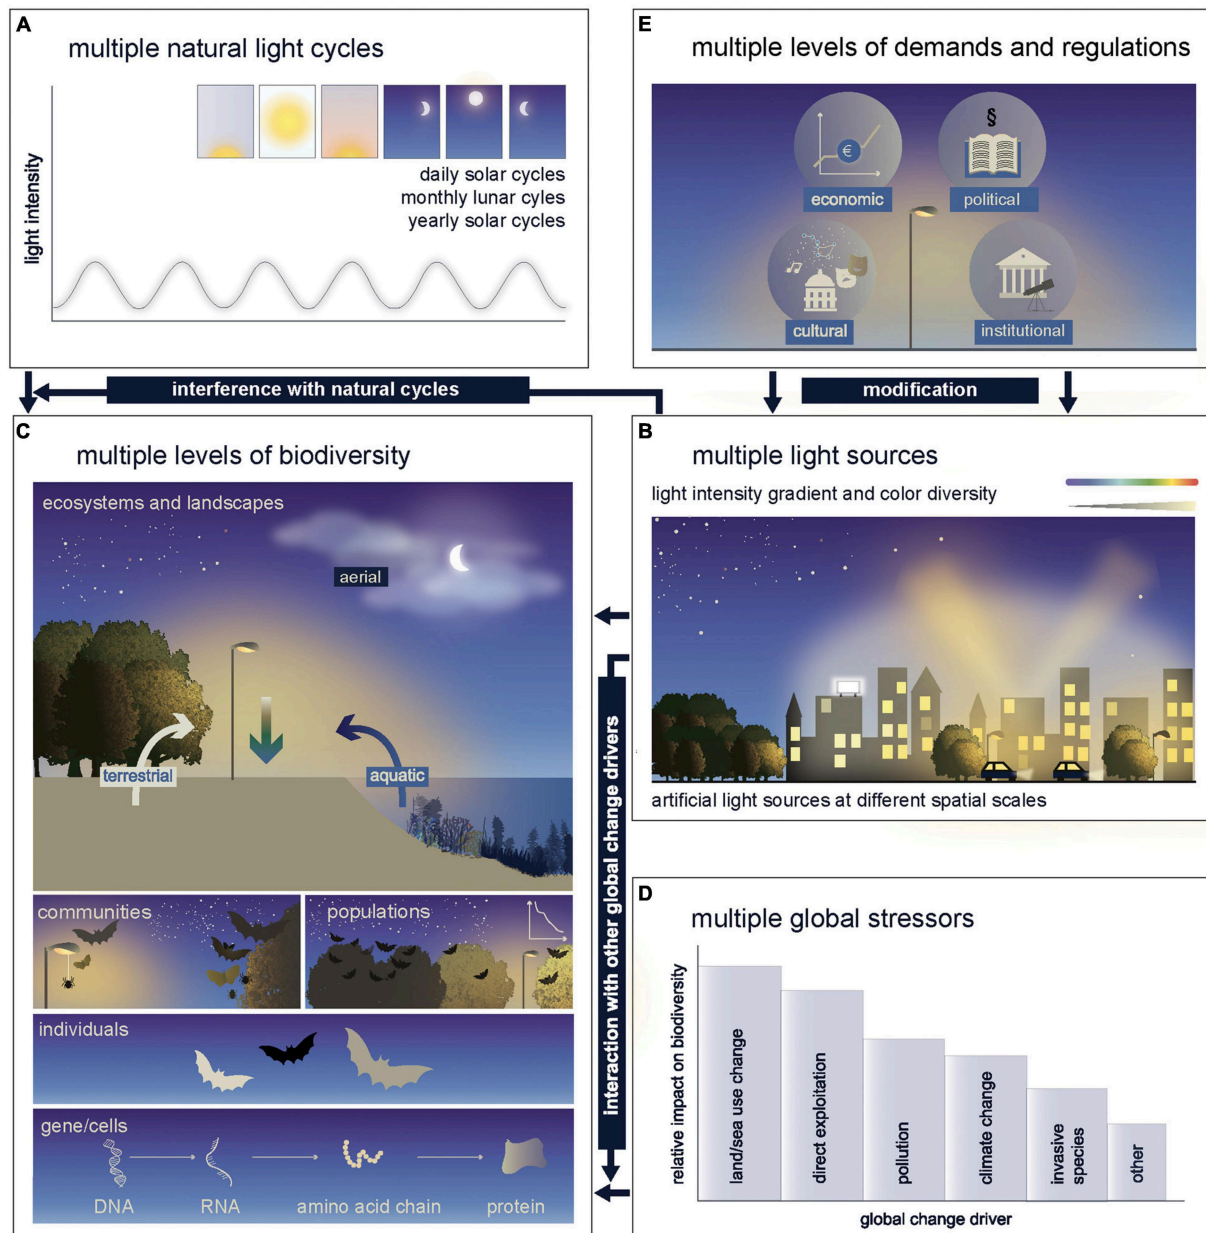 A
multiple natural light cycles
light intensity
daily solar cycles
monthly lunar cyles
yearly solar cycles
E
multiple levels of demands and regulations
€
economic
§
political
cultural
institutional
interference with natural cycles
modification
C
multiple levels of biodiversity
ecosystems and landscapes
aerial
terrestrial
aquatic
communities
populations
individuals
gene/cells
DNA
RNA
amino acid chain
protein
interaction with other global change drivers
B
multiple light sources
light intensity gradient and color diversity
artificial light sources at different spatial scales
D
multiple global stressors
relative impact on biodiversity
land/sea use change
direct exploitation
pollution
climate change
invasive
species
other
global change driver